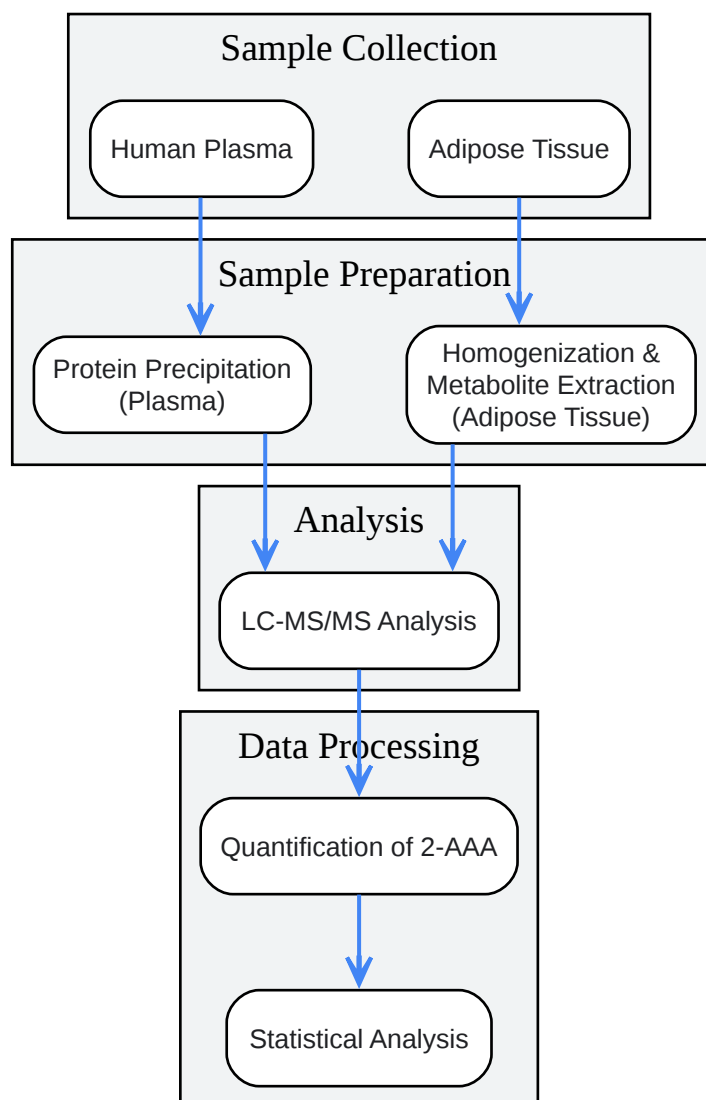 Sample Collection
Human Plasma
Adipose Tissue
Sample Preparation
Protein Precipitation
(Plasma)
Homogenization &
Metabolite Extraction
(Adipose Tissue)
Analysis
LC-MS/MS Analysis
Data Processing
Quantification of 2-AAA
Statistical Analysis